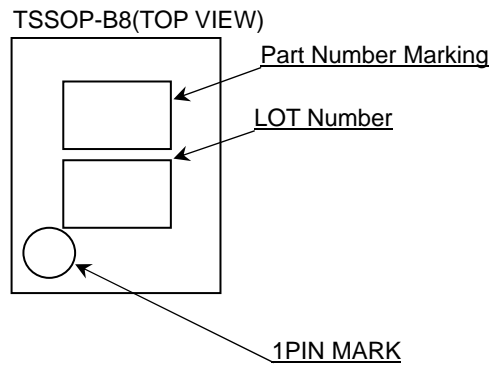 TSSOP-B8(TOP VIEW)
Part Number Marking
LOT Number
1PIN MARK